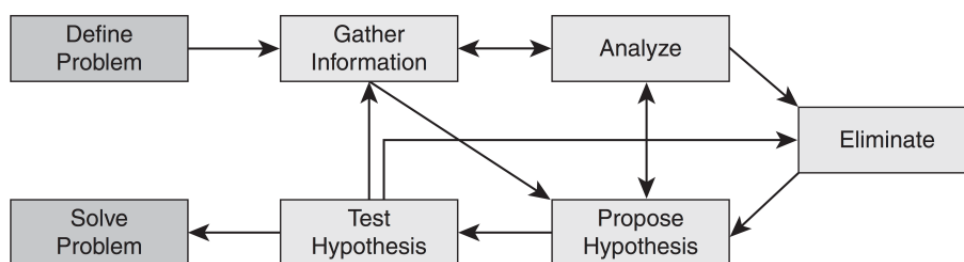 Define
Problem
Gather
Information
Analyze
Eliminate
Solve
Problem
Test
Hypothesis
Propose
Hypothesis